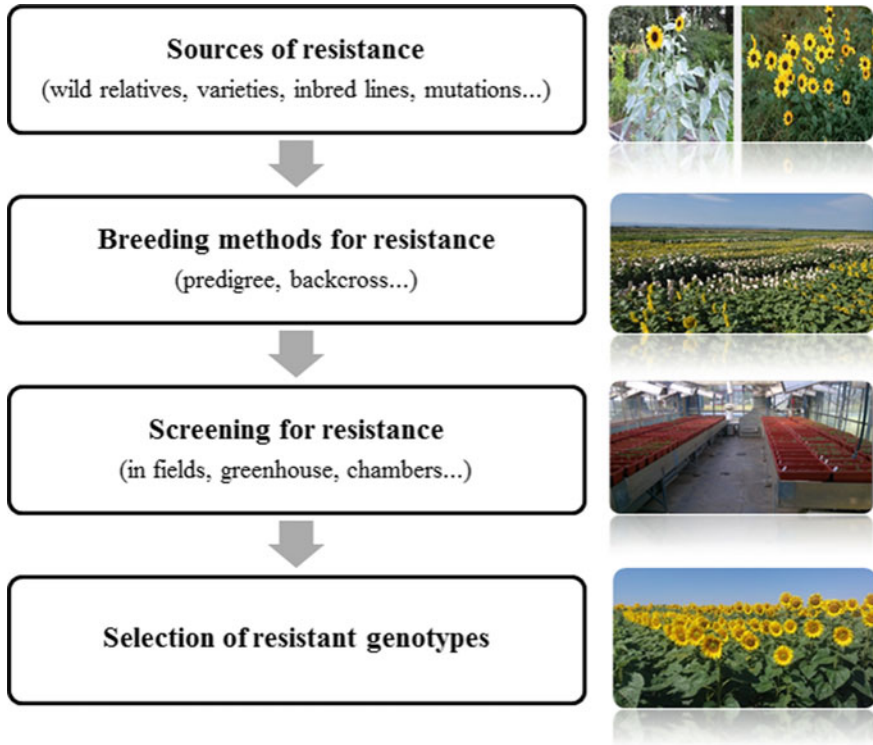 Sources of resistance
(wild relatives, varieties, inbred lines, mutations...)
Breeding methods for resistance
(predigree, backcross...)
Screening for resistance
(in fields, greenhouse, chambers...)
Selection of resistant genotypes